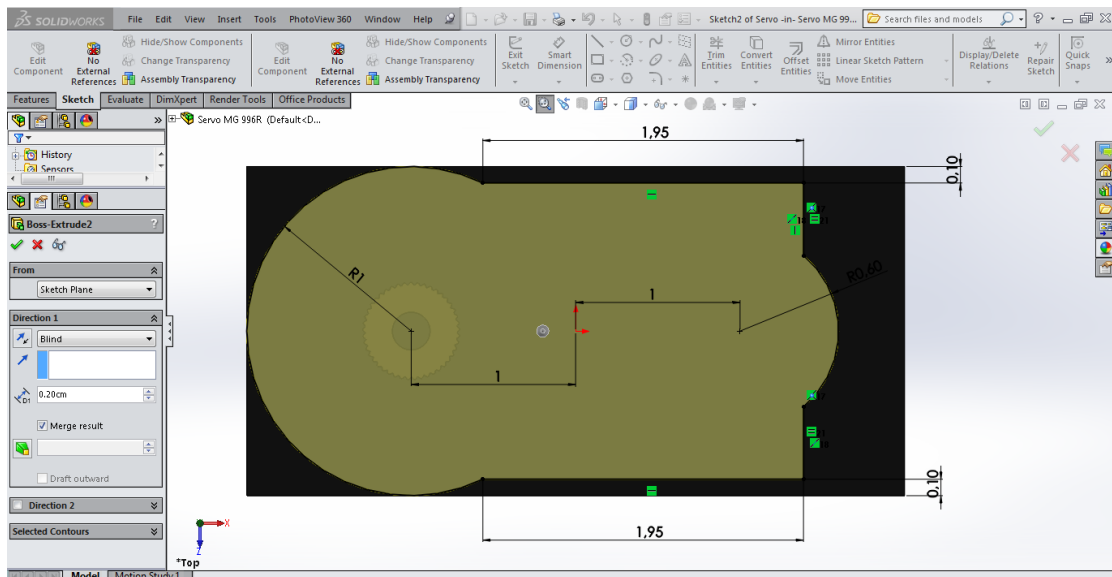 SOLIDWORKS File Edit View Insert Tools PhotoView 360 Window Help Sketch2 of Servo -in- Servo MG 99... Search files and models ?
Edit Component
No External References
Hide/Show Components
Change Transparency
Assembly Transparency
Edit Component
No External References
Hide/Show Components
Change Transparency
Assembly Transparency
Exit Sketch
Smart Dimension
Trim Entities
Convert Entities
Offset Entities
Mirror Entities
Linear Sketch Pattern
Move Entities
Display/Delete Relations
Repair Sketch
Quick Snaps
Features Sketch Evaluate DimXpert Render Tools Office Products
Servo MG 996R (Default<D...
History
Sensors
Boss-Extrude2 ?
From
Sketch Plane
Direction 1
Blind
D1 0.20cm
Merge result
Draft outward
Direction 2
Selected Contours
1,95
0,10
R1
R0,60
1
1
0,10
1,95
X
Z
*Top
Model Motion Study 1